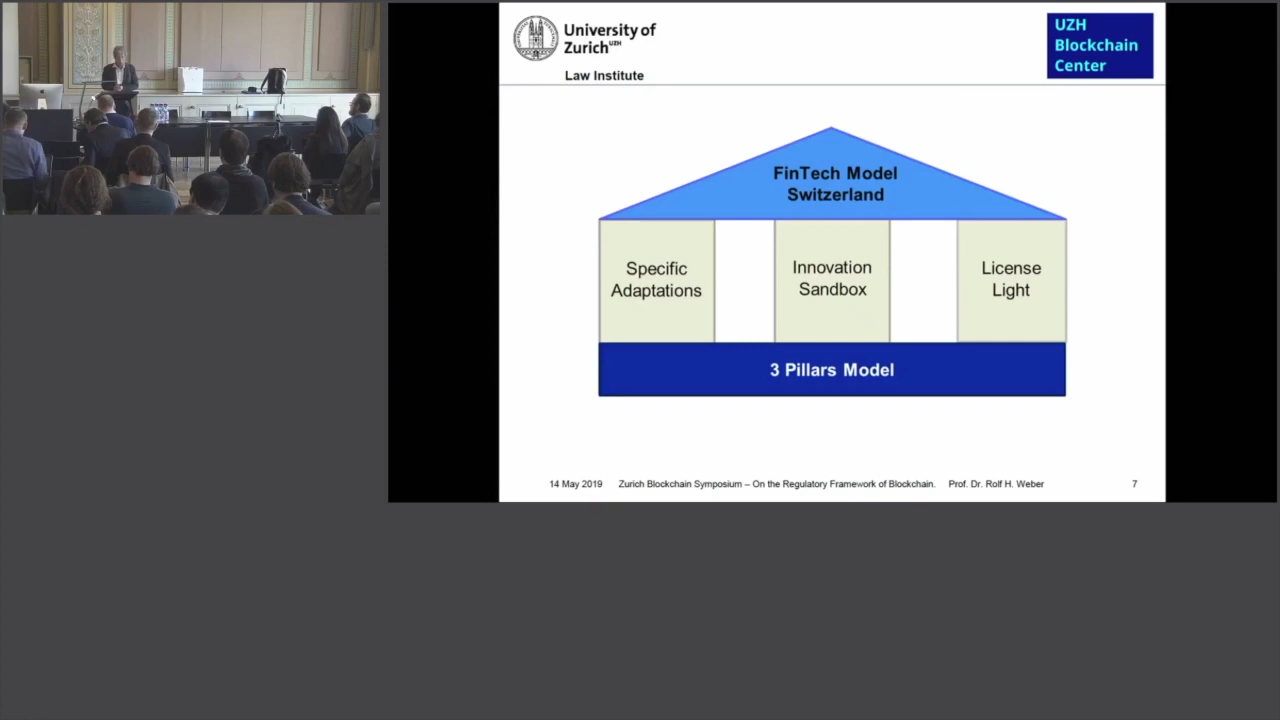 University of
Zurich UZH
Law Institute
UZH
Blockchain
Center
FinTech Model
Switzerland
Specific
Adaptations
Innovation
Sandbox
License
Light
3 Pillars Model
14 May 2019 Zurich Blockchain Symposium – On the Regulatory Framework of Blockchain. Prof. Dr. Rolf H. Weber 7